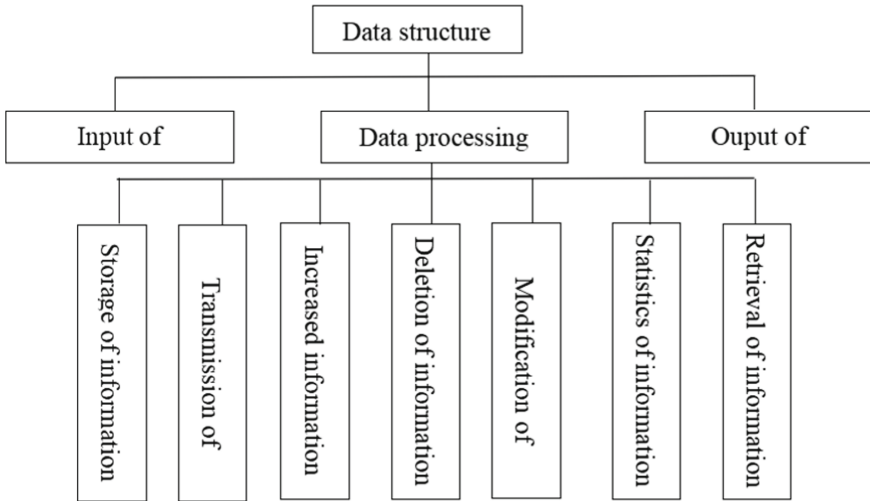 Data structure
Input of
Data processing
Ouput of
Storage of information
Transmission of
Increased information
Deletion of information
Modification of
Statistics of information
Retrieval of information